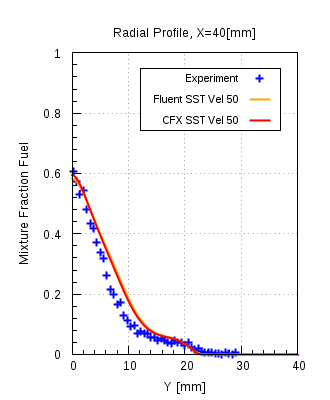 Radial Profile, X=40[mm]
1
Experiment
Fluent SST Vel 50
CFX SST Vel 50
0.8
0.6
0.4
0.2
0
Mixture Fraction Fuel
0 10 20 30 40
Y [mm]